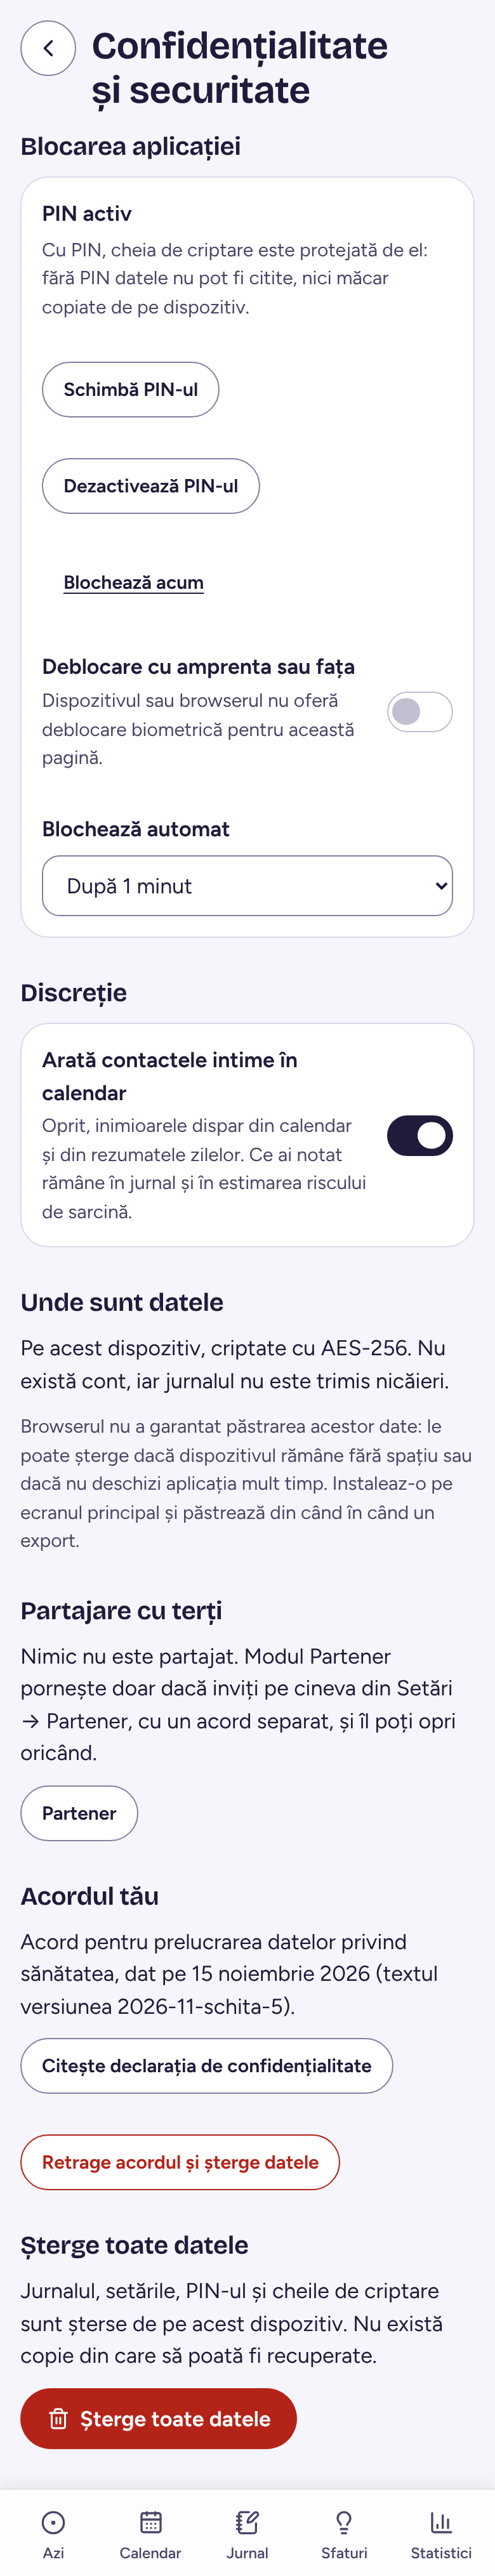 Confidențialitate
și securitate
Blocarea aplicației
PIN activ
Cu PIN, cheia de criptare este protejată de el:
fără PIN datele nu pot fi citite, nici măcar
copiate de pe dispozitiv.
Schimbă PIN-ul
Dezactivează PIN-ul
Blochează acum
Deblocare cu amprenta sau fața
Dispozitivul sau browserul nu oferă
deblocare biometrică pentru această
pagină.
Blochează automat
După 1 minut
Discreție
Arată contactele intime în
calendar
Oprit, inimioarele dispar din calendar
și din rezumatele zilelor. Ce ai notat
rămâne în jurnal și în estimarea riscului
de sarcină.
Unde sunt datele
Pe acest dispozitiv, criptate cu AES-256. Nu
există cont, iar jurnalul nu este trimis nicăieri.
Browserul nu a garantat păstrarea acestor date: le
poate șterge dacă dispozitivul rămâne fără spațiu sau
dacă nu deschizi aplicația mult timp. Instaleaz-o pe
ecranul principal și păstrează din când în când un
export.
Partajare cu terți
Nimic nu este partajat. Modul Partener
pornește doar dacă inviți pe cineva din Setări
→ Partener, cu un acord separat, și îl poți opri
oricând.
Partener
Acordul tău
Acord pentru prelucrarea datelor privind
sănătatea, dat pe 15 noiembrie 2026 (textul
versiunea 2026-11-schita-5).
Citește declarația de confidențialitate
Retrage acordul și șterge datele
Șterge toate datele
Jurnalul, setările, PIN-ul și cheile de criptare
sunt șterse de pe acest dispozitiv. Nu există
copie din care să poată fi recuperate.
Șterge toate datele
Azi
Calendar
Jurnal
Sfaturi
Statistici